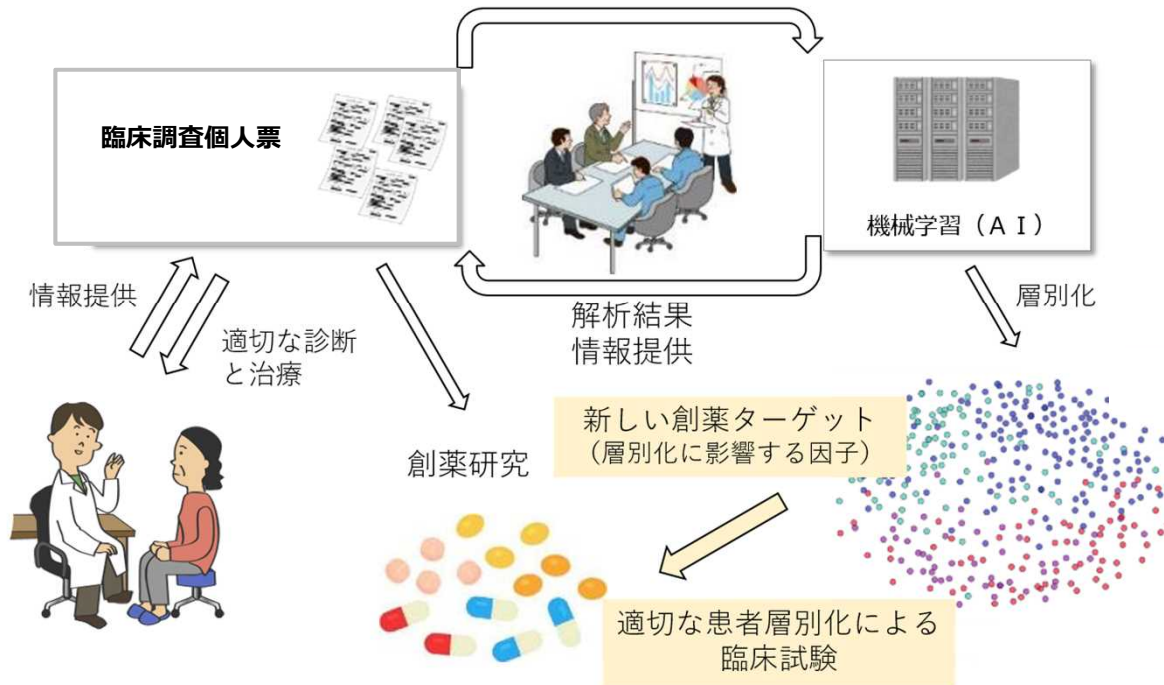 臨床調査個人票
機械学習（ＡＩ）
情報提供
適切な診断
と治療
解析結果
情報提供
層別化
新しい創薬ターゲット
（層別化に影響する因子）
創薬研究
適切な患者層別化による
臨床試験